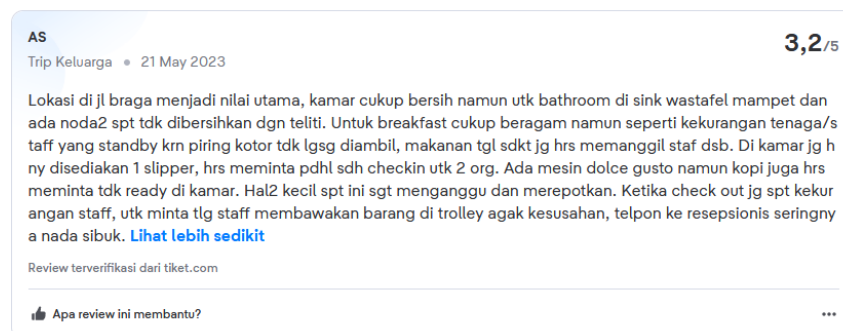 AS
3,2/5
Trip Keluarga • 21 May 2023
Lokasi di jl braga menjadi nilai utama, kamar cukup bersih namun utk bathroom di sink wastafel mampet dan
ada noda2 spt tdk dibersihkan dgn teliti. Untuk breakfast cukup beragam namun seperti kekurangan tenaga/s
taff yang standby krn piring kotor tdk lgsg diambil, makanan tgl sdkt jg hrs memanggil staf dsb. Di kamar jg h
ny disediakan 1 slipper, hrs meminta pdhl sdh checkin utk 2 org. Ada mesin dolce gusto namun kopi juga hrs
meminta tdk ready di kamar. Hal2 kecil spt ini sgt menganggu dan merepotkan. Ketika check out jg spt kekur
angan staff, utk minta tlg staff membawakan barang di trolley agak kesusahan, telpon ke resepsionis seringny
a nada sibuk. Lihat lebih sedikit
Review terverifikasi dari tiket.com
Apa review ini membantu?